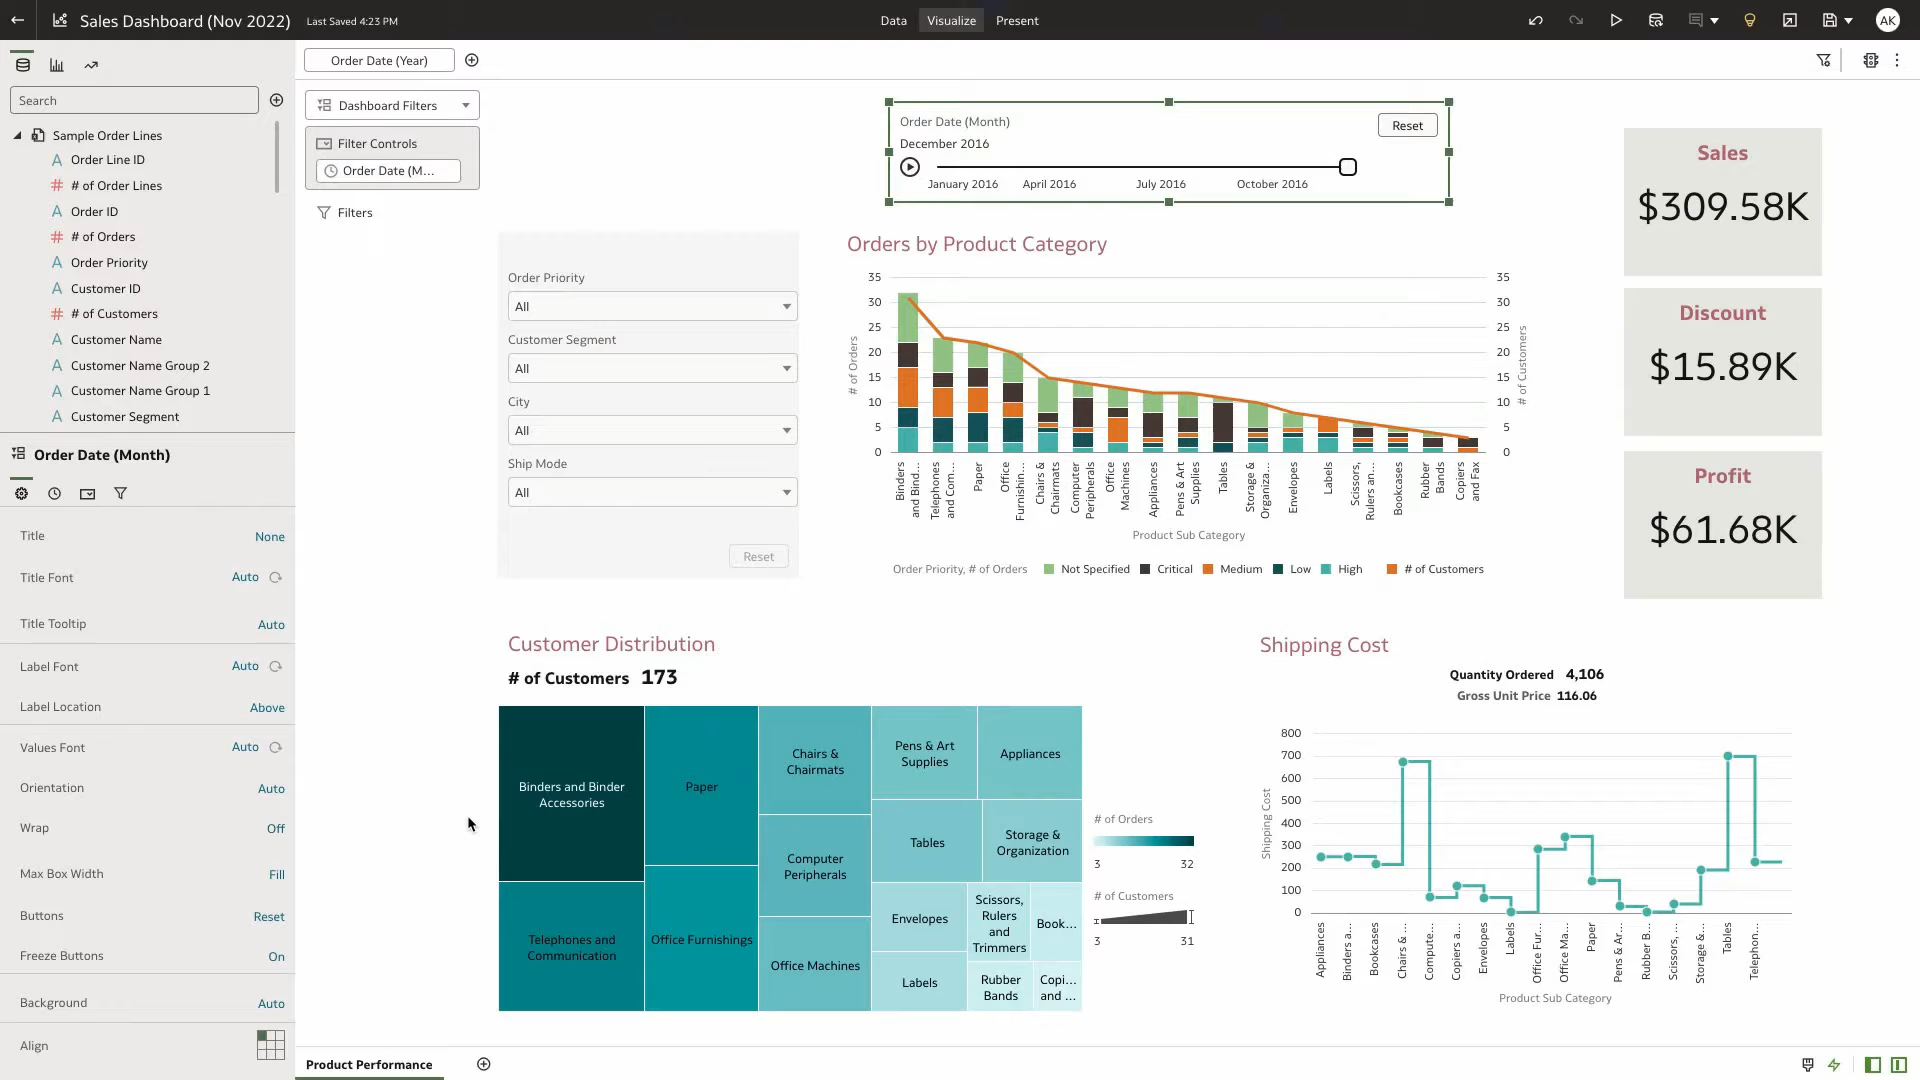 Sales Dashboard (Nov 2022)
Last Saved 4:23 PM
Data
Visualize
Present
AK
Order Date (Year)
Search
Sample Order Lines
A Order Line ID
# # of Order Lines
A Order ID
# # of Orders
A Order Priority
A Customer ID
# # of Customers
A Customer Name
A Customer Name Group 2
A Customer Name Group 1
A Customer Segment
Dashboard Filters
Filter Controls
Order Date (M...
Filters
Order Date (Month)
Title
None
Title Font
Auto
Title Tooltip
Auto
Label Font
Auto
Label Location
Above
Values Font
Auto
Orientation
Auto
Wrap
Off
Max Box Width
Fill
Buttons
Reset
Freeze Buttons
On
Background
Auto
Align
Order Date (Month)
Reset
December 2016
January 2016
April 2016
July 2016
October 2016
Order Priority
All
Customer Segment
All
City
All
Ship Mode
All
Reset
Orders by Product Category
35
30
25
20
15
10
5
0
# of Orders
35
30
25
20
15
10
5
0
# of Customers
Binders
and Bind...
Telephones
and Com...
Paper
Office
Furnishin...
Chairs &
Chairmats
Computer
Peripherals
Office
Machines
Appliances
Pens & Art
Supplies
Tables
Storage &
Organiza...
Envelopes
Labels
Scissors,
Rulers an...
Bookcases
Rubber
Bands
Copiers
and Fax
Product Sub Category
Order Priority, # of Orders
Not Specified
Critical
Medium
Low
High
# of Customers
Sales
$309.58K
Discount
$15.89K
Profit
$61.68K
Customer Distribution
# of Customers 173
Binders and Binder
Accessories
Telephones and
Communication
Paper
Office Furnishings
Chairs &
Chairmats
Computer
Peripherals
Office Machines
Pens & Art
Supplies
Appliances
Tables
Storage &
Organization
Envelopes
Labels
Scissors,
Rulers
and
Trimmers
Book...
Rubber
Bands
Copi...
and ...
# of Orders
3
32
# of Customers
3
31
Shipping Cost
Quantity Ordered 4,106
Gross Unit Price 116.06
800
700
600
500
400
300
200
100
0
Shipping Cost
Appliances
Binders a...
Bookcases
Chairs & ...
Compute...
Copiers a...
Envelopes
Labels
Office Fur...
Office Ma...
Paper
Pens & Ar...
Rubber B...
Scissors, ...
Storage &...
Tables
Telephon...
Product Sub Category
Product Performance